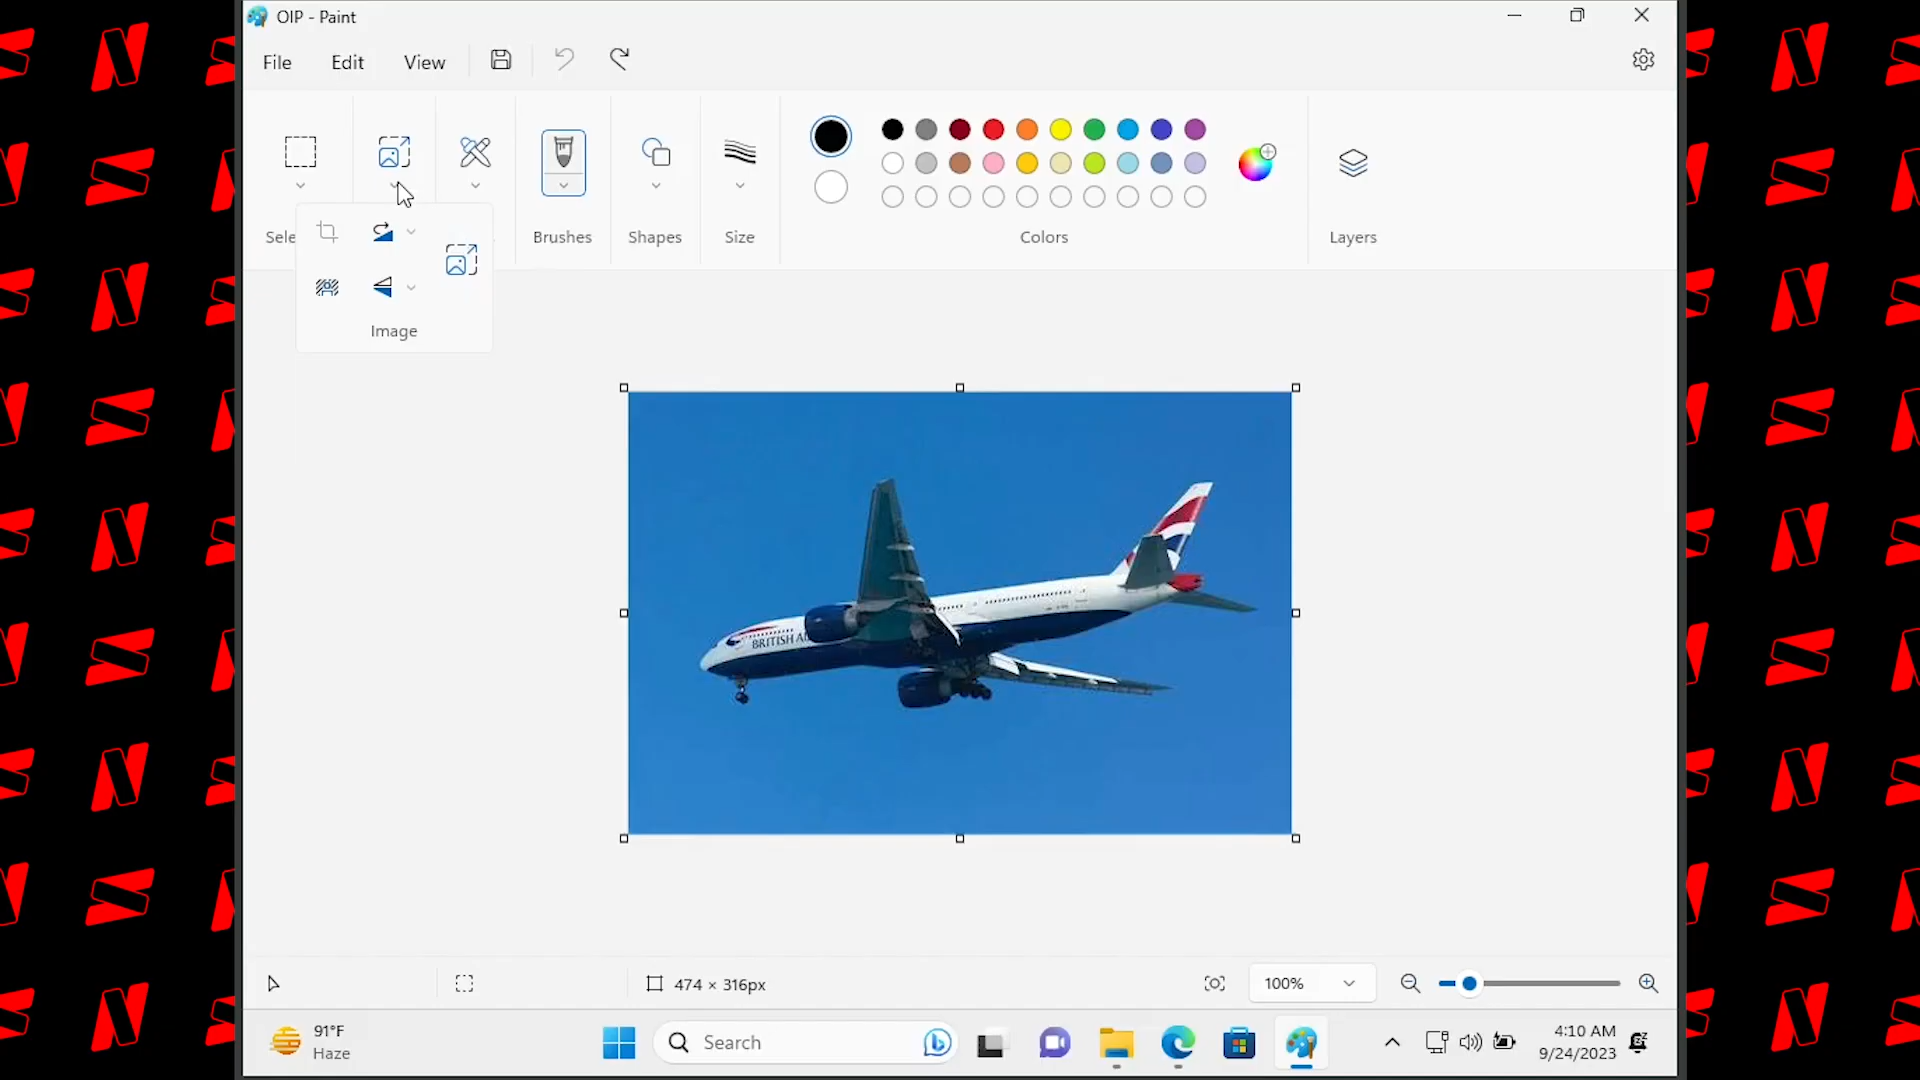 OIP - Paint
File
Edit
View
Sele
Brushes
Shapes
Size
Colors
Layers
Image
BRITISH AI
474 × 316px
100%
91°F
Haze
Search
4:10 AM
9/24/2023